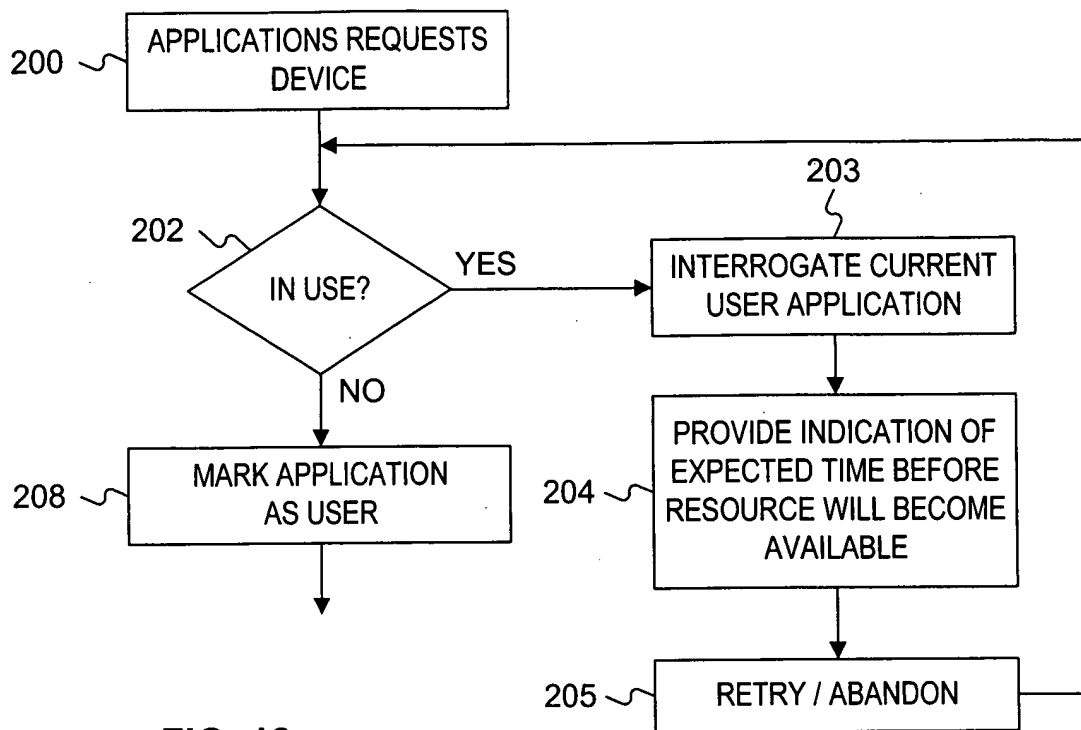 200
APPLICATIONS REQUESTS
DEVICE
203
202
IN USE?
YES
INTERROGATE CURRENT
USER APPLICATION
NO
208
MARK APPLICATION
AS USER
204
PROVIDE INDICATION OF
EXPECTED TIME BEFORE
RESOURCE WILL BECOME
AVAILABLE
205
RETRY / ABANDON